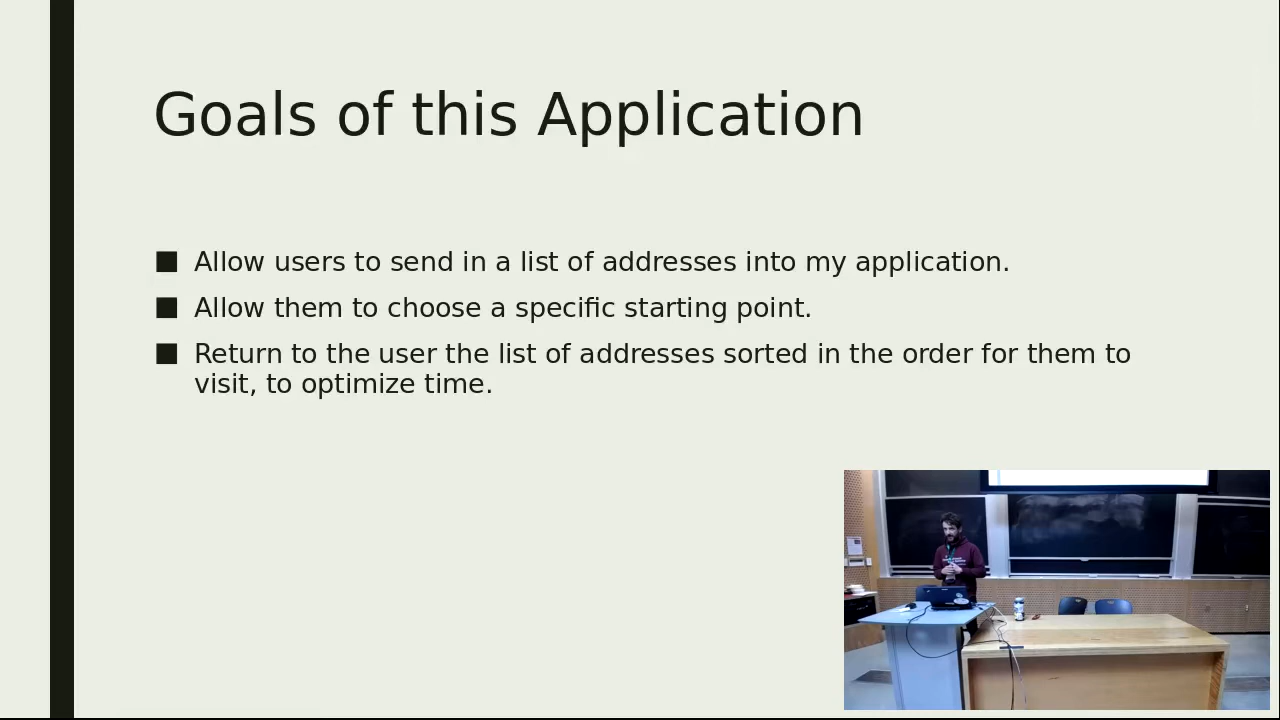 Goals of this Application
■ Allow users to send in a list of addresses into my application.
■ Allow them to choose a specific starting point.
■ Return to the user the list of addresses sorted in the order for them to
visit, to optimize time.